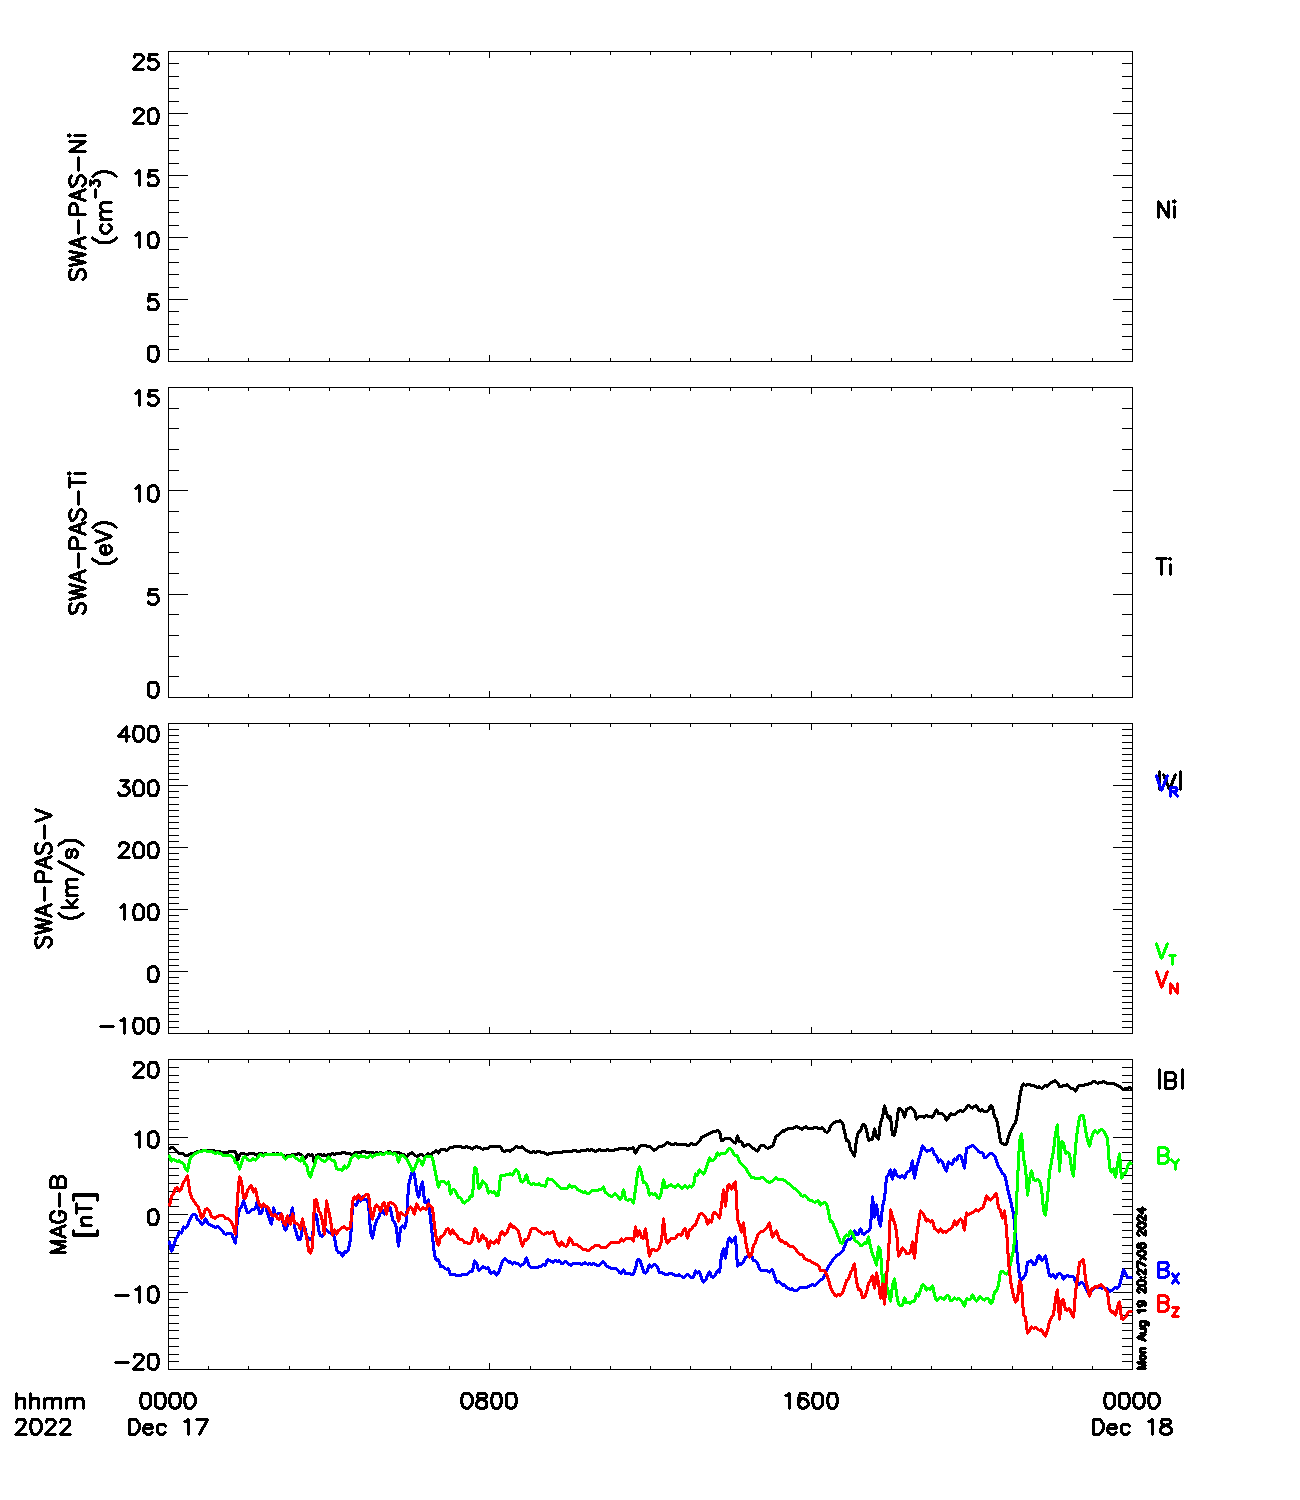 SWA-PAS-Ni
(cm-3)
25
20
15
10
5
0
Ni
SWA-PAS-Ti
(eV)
15
10
5
0
Ti
SWA-PAS-V
(km/s)
400
300
200
100
0
-100
|V|
VR
VT
VN
MAG-B
[nT]
20
10
0
-10
-20
|B|
BY
BX
BZ
Mon Aug 19 20:27:06 2024
hhmm 0000 0800 1600 0000
2022 Dec 17 Dec 18